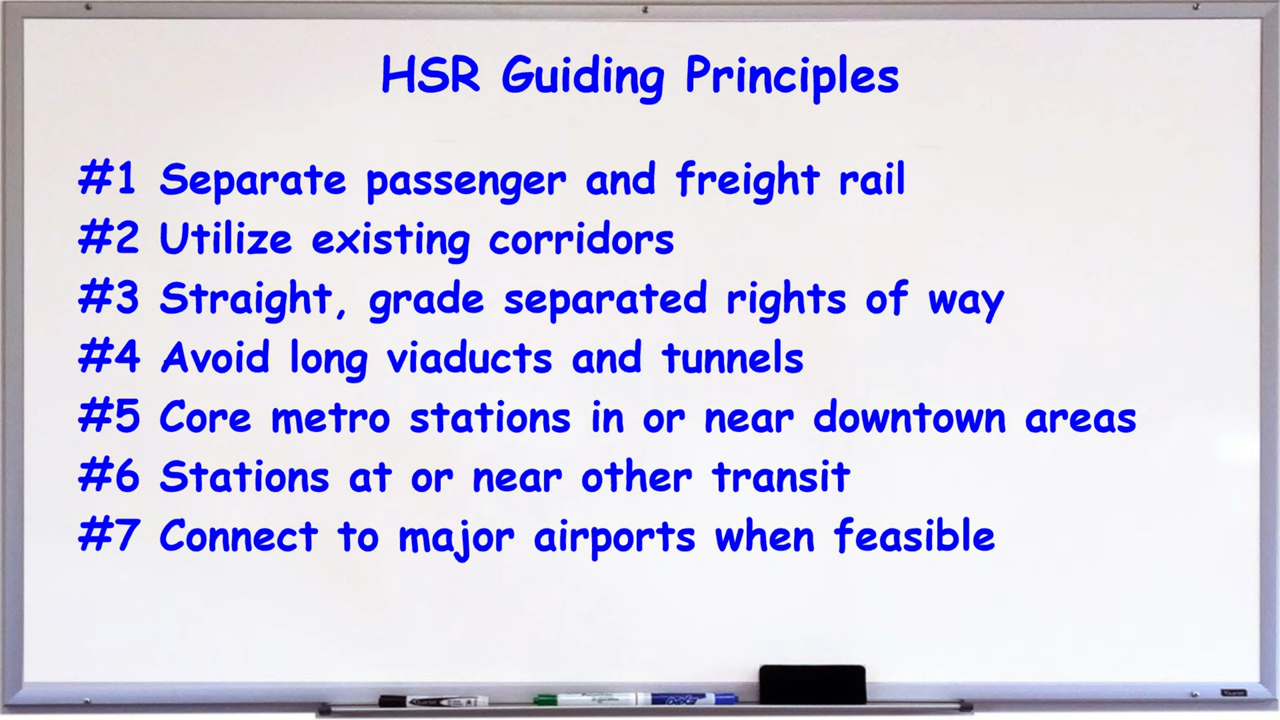 HSR Guiding Principles
#1 Separate passenger and freight rail
#2 Utilize existing corridors
#3 Straight, grade separated rights of way
#4 Avoid long viaducts and tunnels
#5 Core metro stations in or near downtown areas
#6 Stations at or near other transit
#7 Connect to major airports when feasible